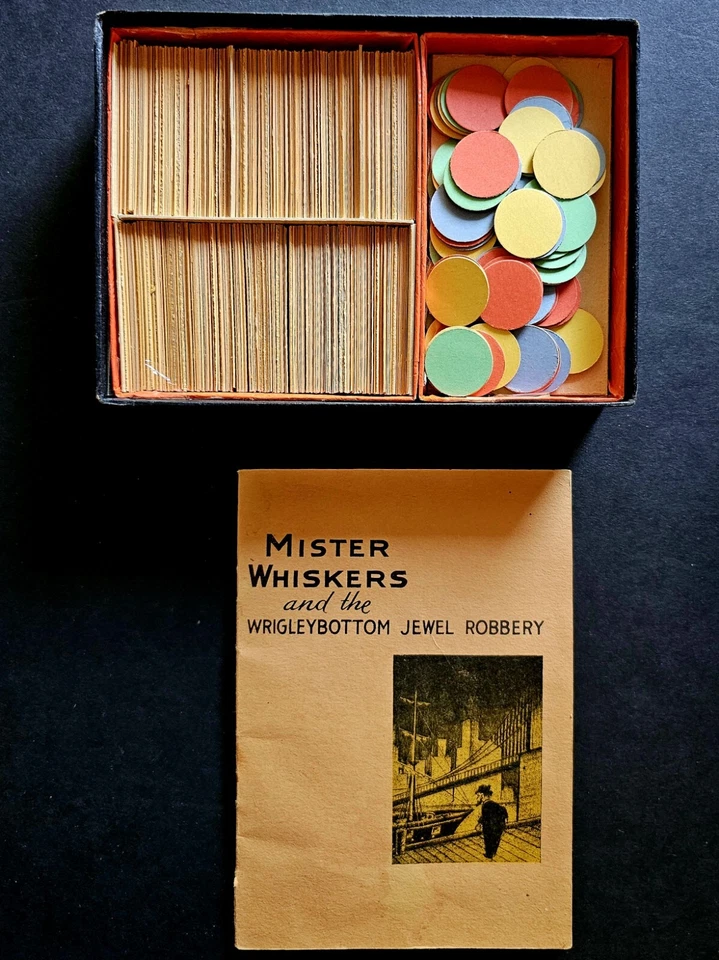 MISTER
WHISKERS
and the
WRIGLEYBOTTOM JEWEL ROBBERY